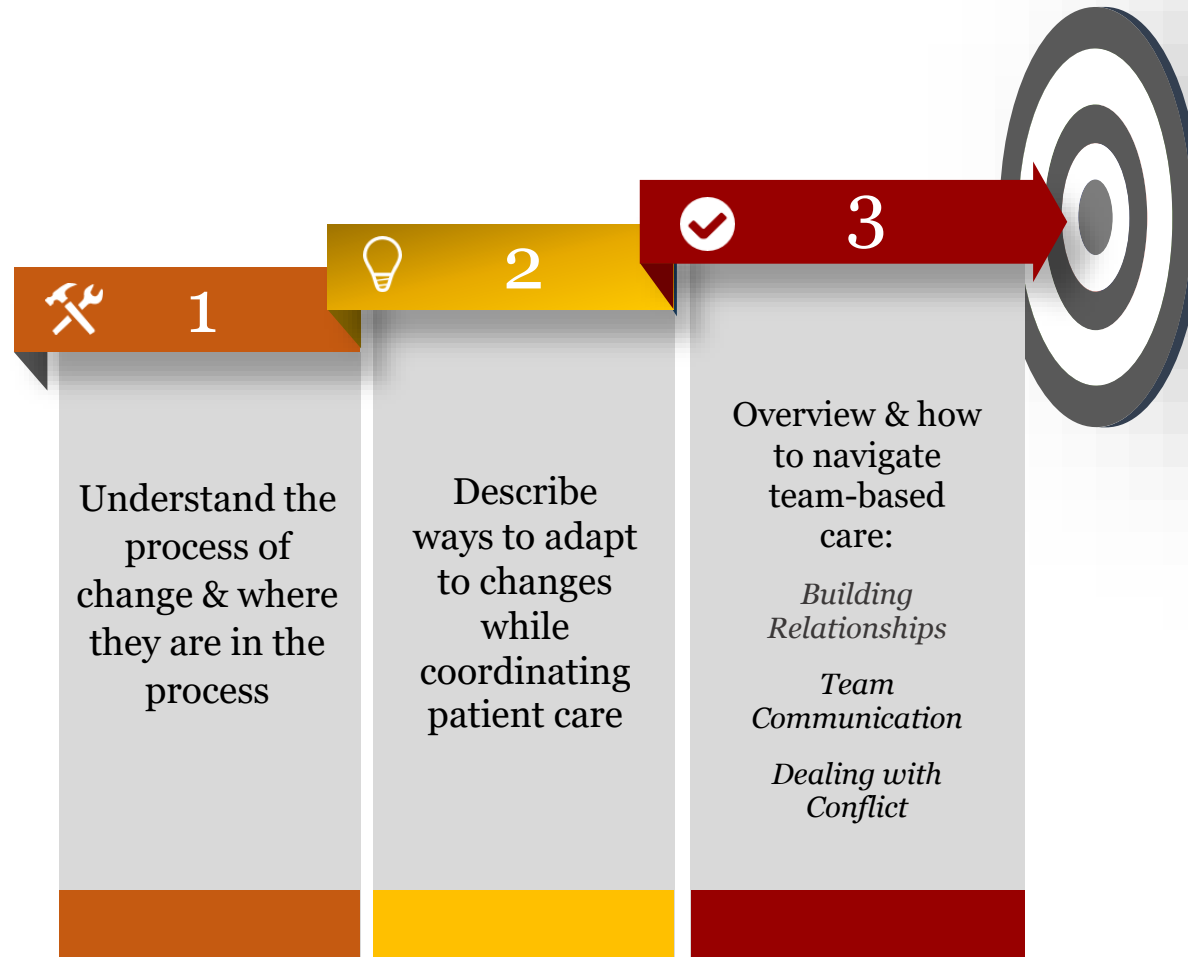 1
Understand the
process of
change & where
they are in the
process
2
Describe
ways to adapt
to changes
while
coordinating
patient care
3
Overview & how
to navigate
team-based
care:
Building
Relationships
Team
Communication
Dealing with
Conflict